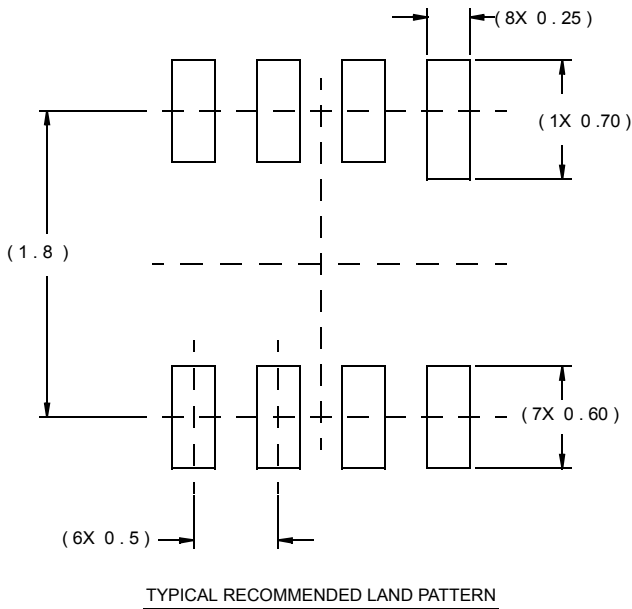 ( 8X 0 . 25 )
( 1X 0 .70 )
( 1 . 8 )
( 7X 0 .60 )
( 6X 0 . 5 )
TYPICAL RECOMMENDED LAND PATTERN